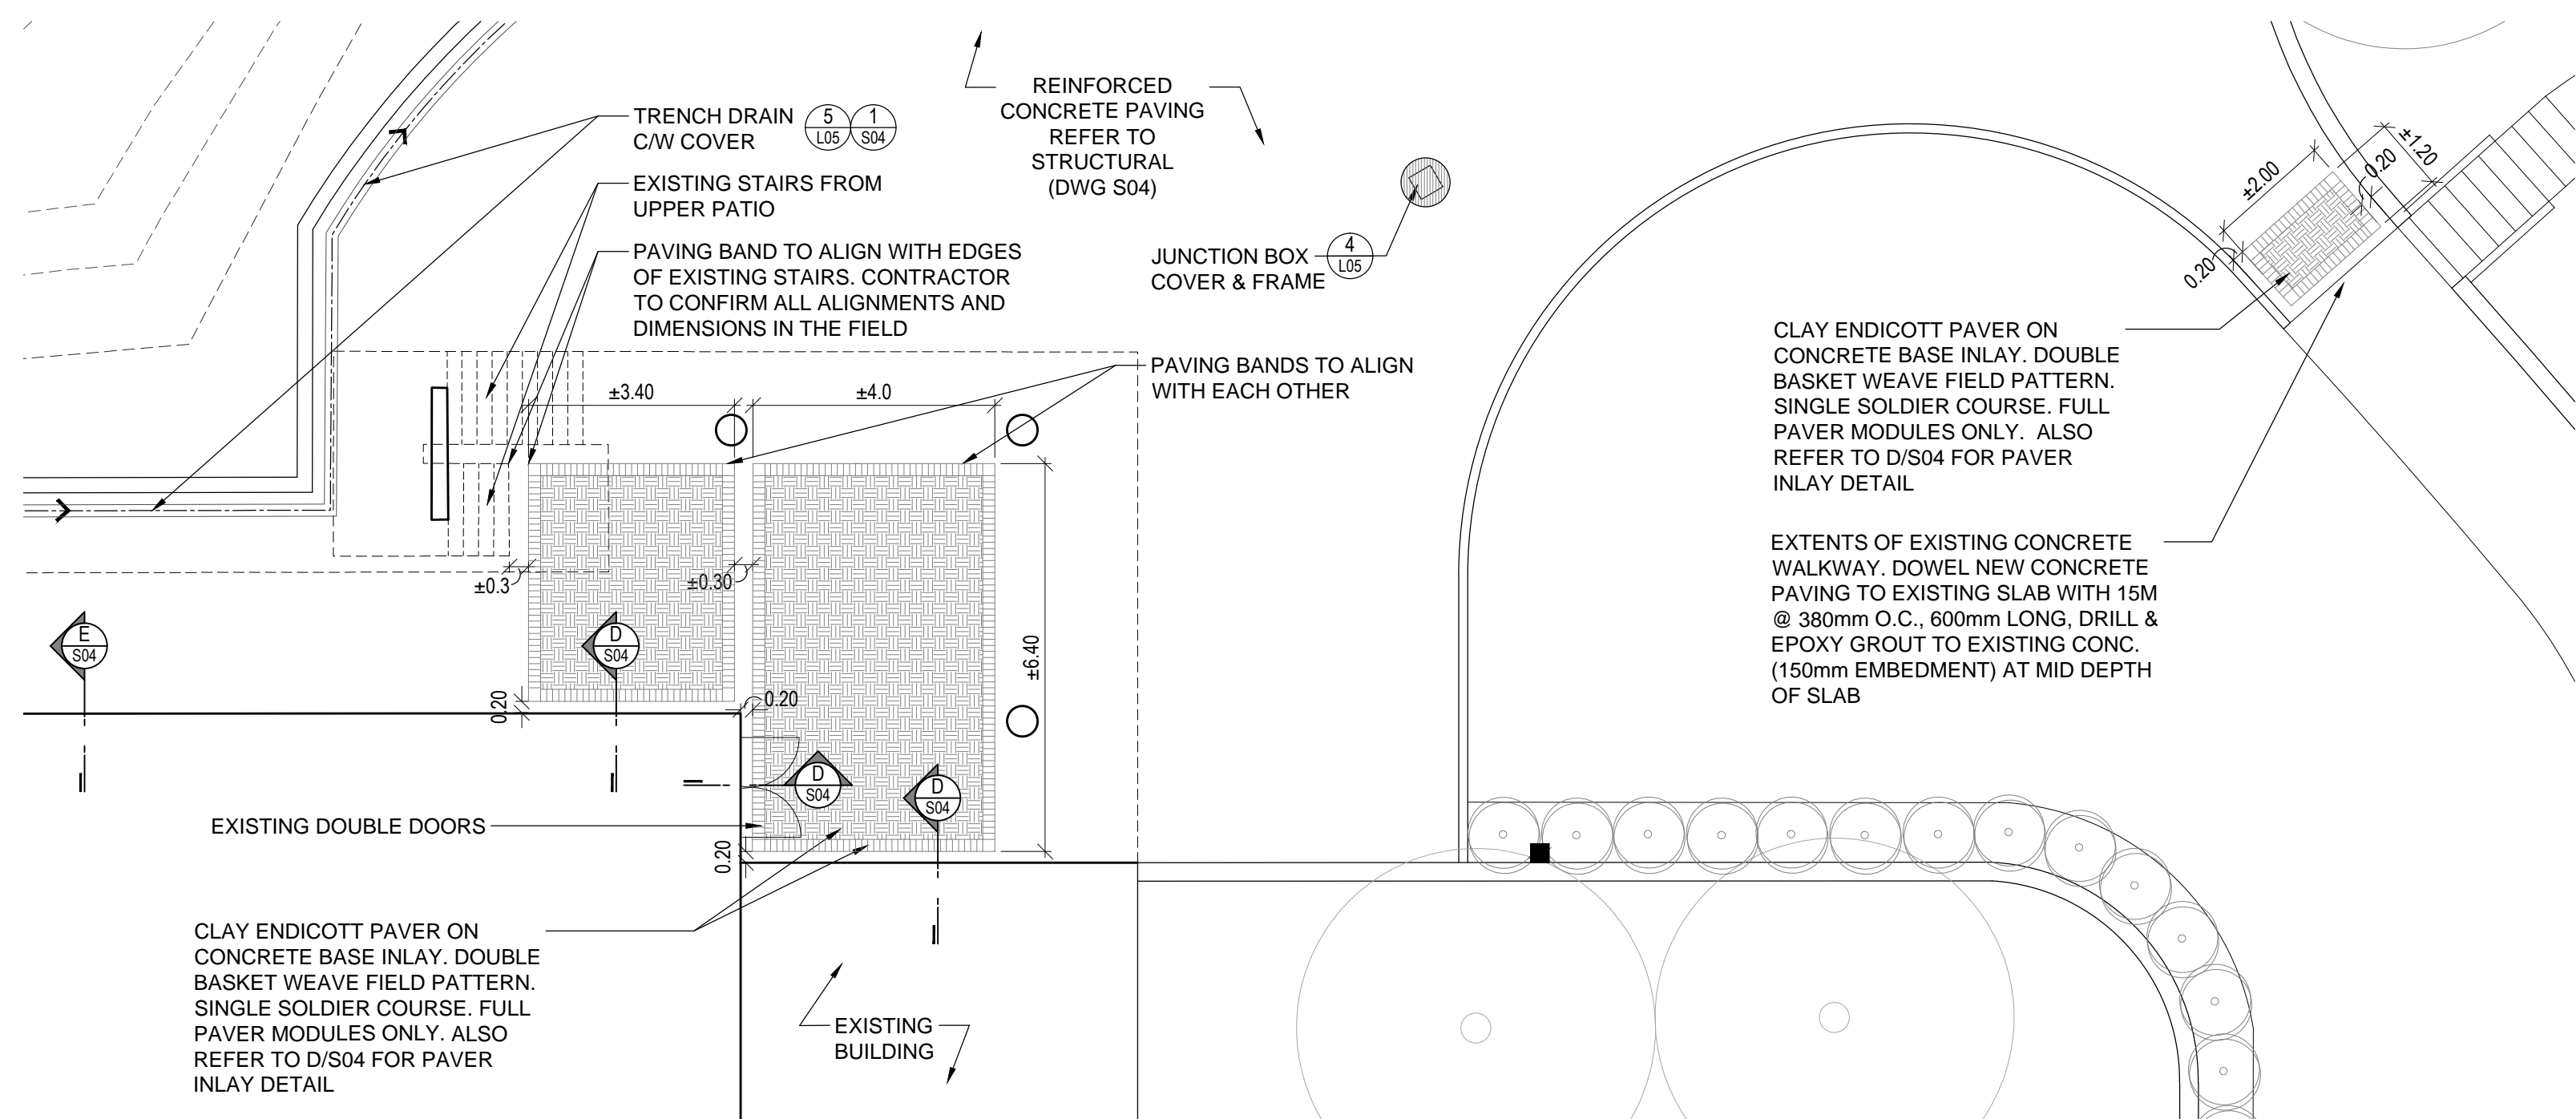 TRENCH DRAIN
C/W COVER
5
L05
1
S04
EXISTING STAIRS FROM
UPPER PATIO
PAVING BAND TO ALIGN WITH EDGES
OF EXISTING STAIRS. CONTRACTOR
TO CONFIRM ALL ALIGNMENTS AND
DIMENSIONS IN THE FIELD
REINFORCED
CONCRETE PAVING
REFER TO
STRUCTURAL
(DWG S04)
JUNCTION BOX
COVER & FRAME
4
L05
PAVING BANDS TO ALIGN
WITH EACH OTHER
±3.40
±4.0
±0.3
±0.30
±6.40
0.20
0.20
0.20
E
S04
D
S04
D
S04
D
S04
EXISTING DOUBLE DOORS
CLAY ENDICOTT PAVER ON
CONCRETE BASE INLAY. DOUBLE
BASKET WEAVE FIELD PATTERN.
SINGLE SOLDIER COURSE. FULL
PAVER MODULES ONLY. ALSO
REFER TO D/S04 FOR PAVER
INLAY DETAIL
EXISTING
BUILDING
±2.00
±1.20
0.20
0.20
CLAY ENDICOTT PAVER ON
CONCRETE BASE INLAY. DOUBLE
BASKET WEAVE FIELD PATTERN.
SINGLE SOLDIER COURSE. FULL
PAVER MODULES ONLY. ALSO
REFER TO D/S04 FOR PAVER
INLAY DETAIL
EXTENTS OF EXISTING CONCRETE
WALKWAY. DOWEL NEW CONCRETE
PAVING TO EXISTING SLAB WITH 15M
@ 380mm O.C., 600mm LONG, DRILL &
EPOXY GROUT TO EXISTING CONC.
(150mm EMBEDMENT) AT MID DEPTH
OF SLAB